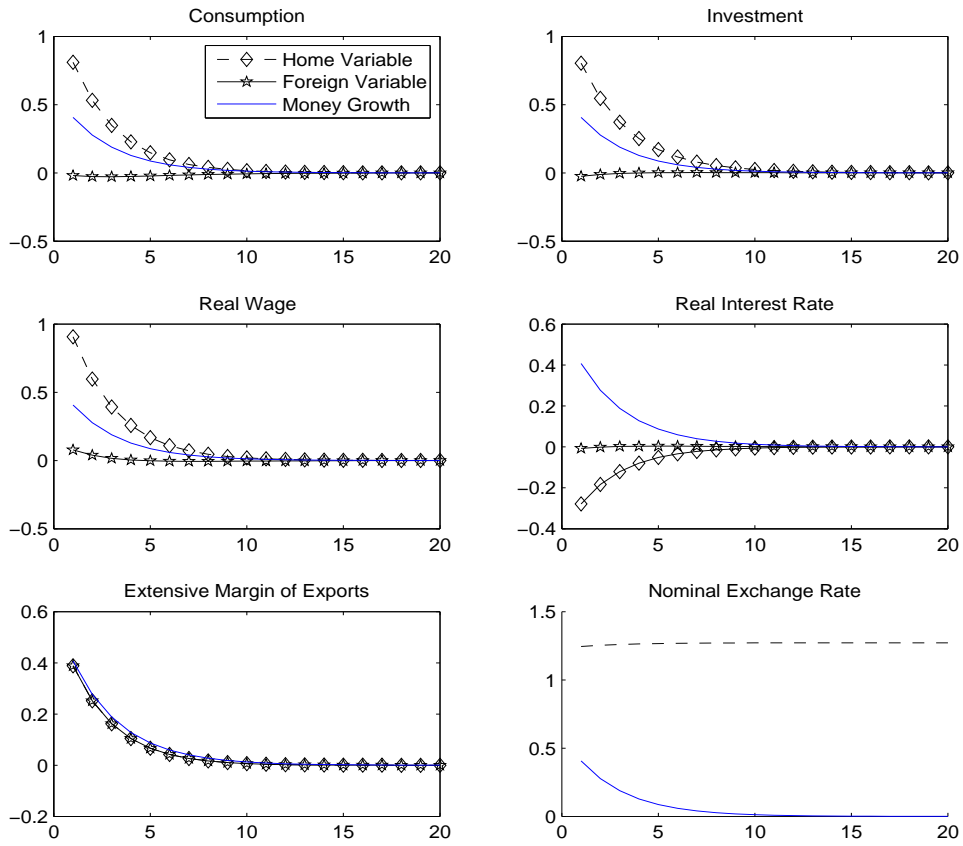 Consumption
1
0.5
0
−0.5
0 5 10 15 20
Home Variable
Foreign Variable
Money Growth
Investment
1
0.5
0
−0.5
0 5 10 15 20
Real Wage
1
0.5
0
−0.5
0 5 10 15 20
Real Interest Rate
0.6
0.4
0.2
0
−0.2
−0.4
0 5 10 15 20
Extensive Margin of Exports
0.6
0.4
0.2
0
−0.2
0 5 10 15 20
Nominal Exchange Rate
1.5
1
0.5
0
0 5 10 15 20